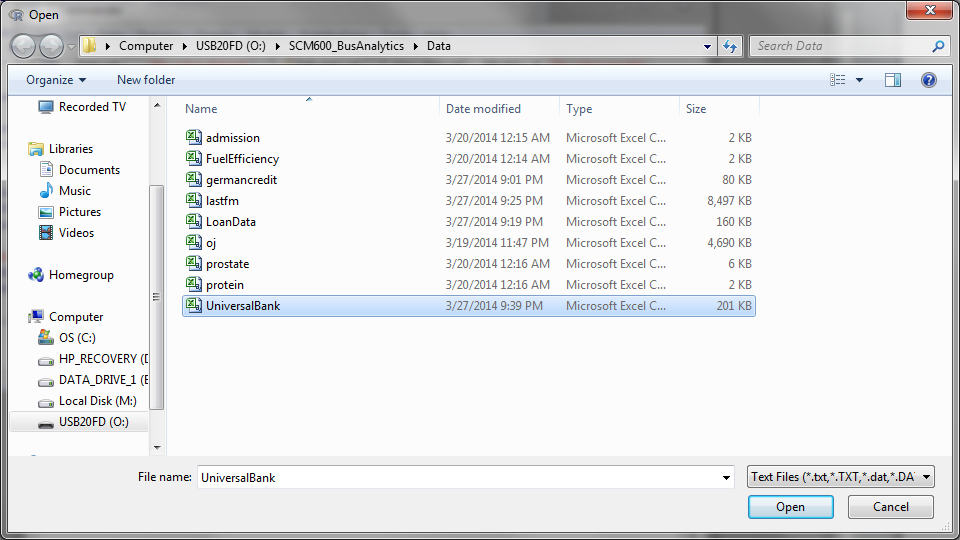 Open
Computer ▸ USB20FD (O:) ▸ SCM600_BusAnalytics ▸ Data
Search Data
Organize
New folder
Recorded TV
Libraries
Documents
Music
Pictures
Videos
Homegroup
Computer
OS (C:)
HP_RECOVERY (D
DATA_DRIVE_1 (E
Local Disk (M:)
USB20FD (O:)
Name Date modified Type Size
admission 3/20/2014 12:15 AM Microsoft Excel C... 2 KB
FuelEfficiency 3/20/2014 12:14 AM Microsoft Excel C... 2 KB
germancredit 3/27/2014 9:01 PM Microsoft Excel C... 80 KB
lastfm 3/27/2014 9:25 PM Microsoft Excel C... 8,497 KB
LoanData 3/27/2014 9:19 PM Microsoft Excel C... 160 KB
oj 3/19/2014 11:47 PM Microsoft Excel C... 4,690 KB
prostate 3/20/2014 12:16 AM Microsoft Excel C... 6 KB
protein 3/20/2014 12:16 AM Microsoft Excel C... 2 KB
UniversalBank 3/27/2014 9:39 PM Microsoft Excel C... 201 KB
File name: UniversalBank
Text Files (*.txt,*.TXT,*.dat,*.DA
Open
Cancel